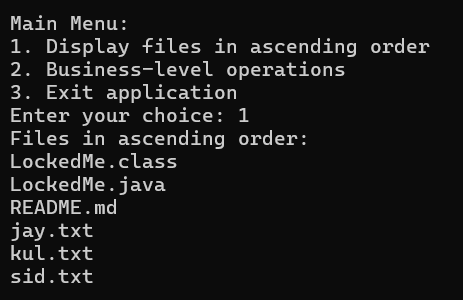 Main Menu:
1. Display files in ascending order
2. Business-level operations
3. Exit application
Enter your choice: 1
Files in ascending order:
LockedMe.class
LockedMe.java
README.md
jay.txt
kul.txt
sid.txt